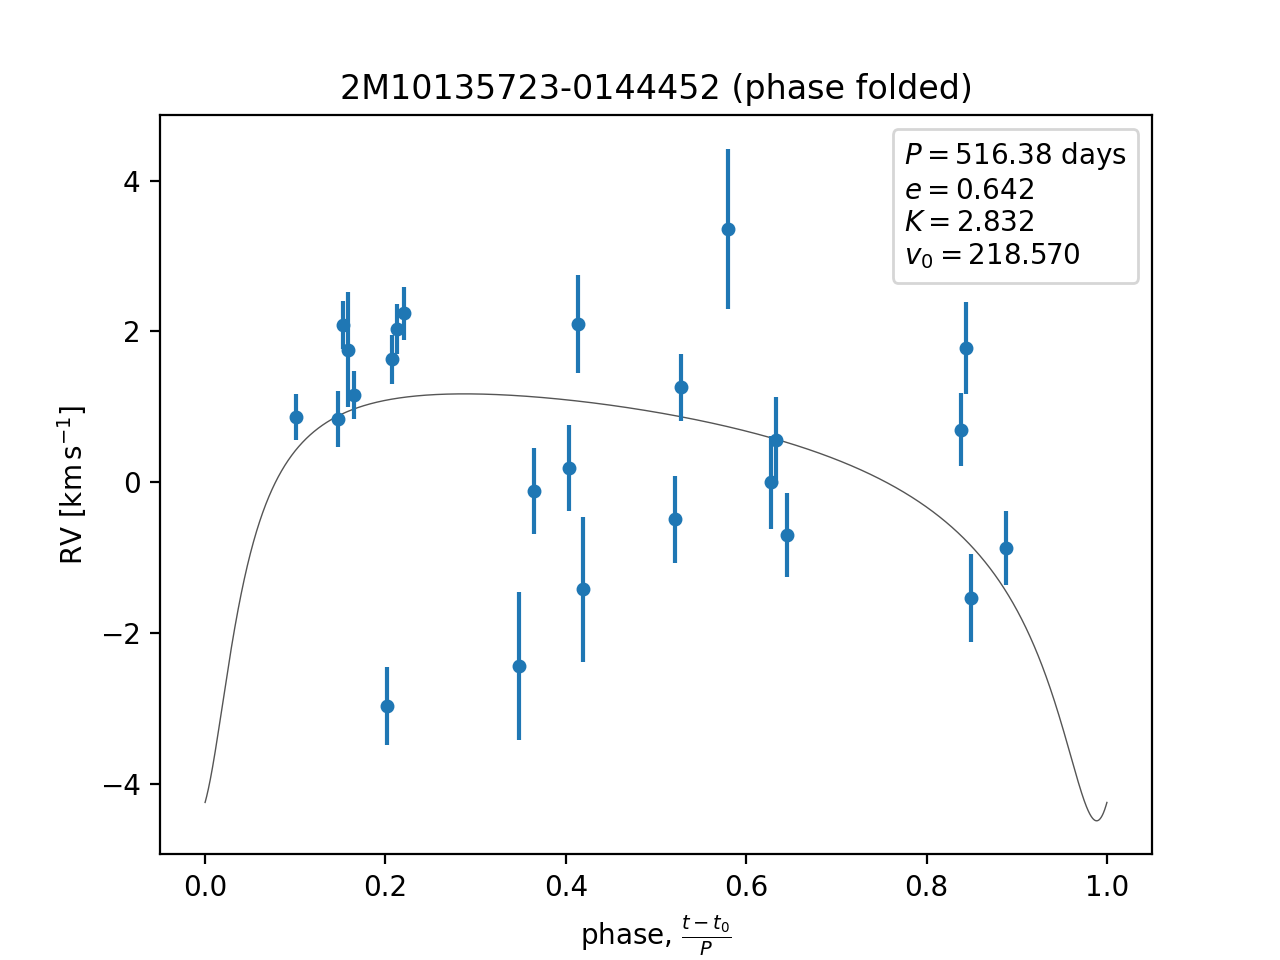 2M10135723-0144452 (phase folded)
P = 516.38 days
e = 0.642
K = 2.832
v₀ = 218.570
4
2
0
−2
−4
RV [km s⁻¹]
0.0 0.2 0.4 0.6 0.8 1.0
phase, (t − t₀)/P